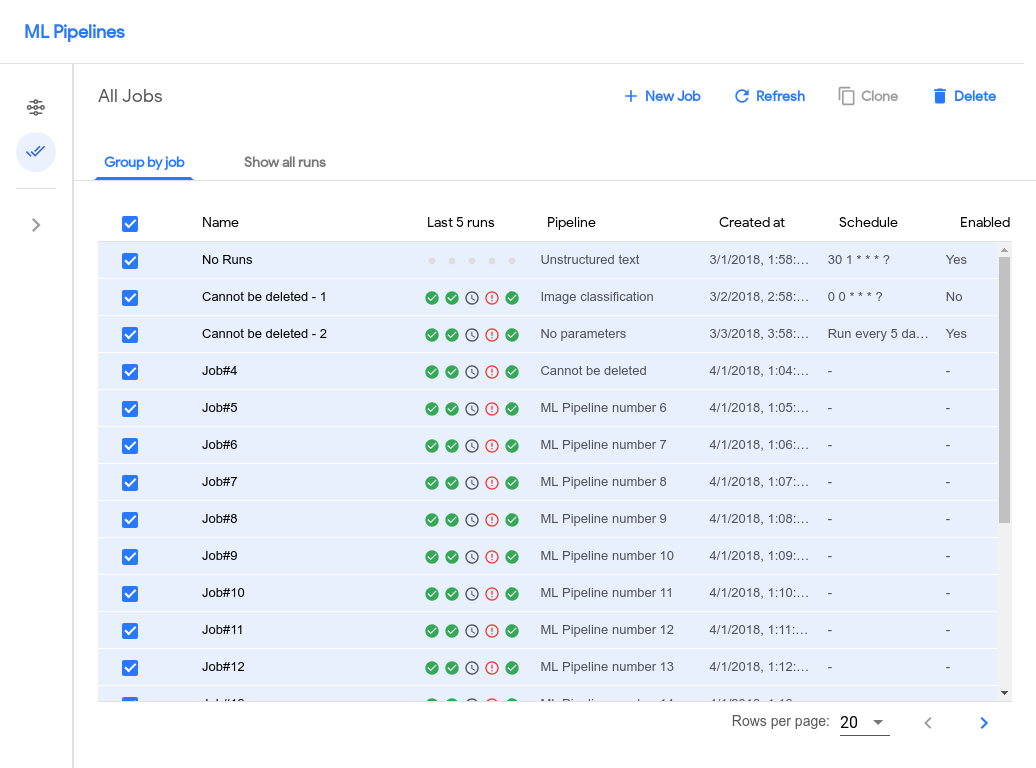 ML Pipelines
All Jobs
New Job Refresh Clone Delete
Group by job Show all runs
Name Last 5 runs Pipeline Created at Schedule Enabled
No Runs Unstructured text 3/1/2018, 1:58:… 30 1 * * * ? Yes
Cannot be deleted - 1 Image classification 3/2/2018, 2:58:… 0 0 * * * ? No
Cannot be deleted - 2 No parameters 3/3/2018, 3:58:… Run every 5 da… Yes
Job#4 Cannot be deleted 4/1/2018, 1:04:… - -
Job#5 ML Pipeline number 6 4/1/2018, 1:05:… - -
Job#6 ML Pipeline number 7 4/1/2018, 1:06:… - -
Job#7 ML Pipeline number 8 4/1/2018, 1:07:… - -
Job#8 ML Pipeline number 9 4/1/2018, 1:08:… - -
Job#9 ML Pipeline number 10 4/1/2018, 1:09:… - -
Job#10 ML Pipeline number 11 4/1/2018, 1:10:… - -
Job#11 ML Pipeline number 12 4/1/2018, 1:11:… - -
Job#12 ML Pipeline number 13 4/1/2018, 1:12:… - -
Rows per page: 20